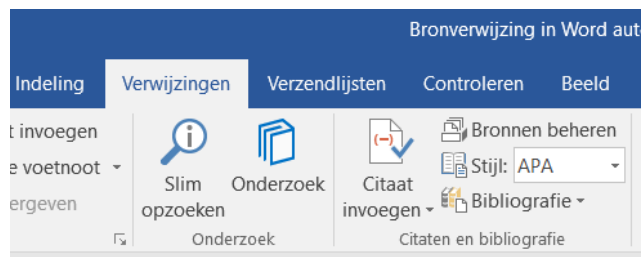 Bronverwijzing in Word aut
Indeling Verwijzingen Verzendlijsten Controleren Beeld
t invoegen
e voetnoot
ergeven
Slim
opzoeken
Onderzoek
Onderzoek
Citaat
invoegen
Bronnen beheren
Stijl: APA
Bibliografie
Citaten en bibliografie